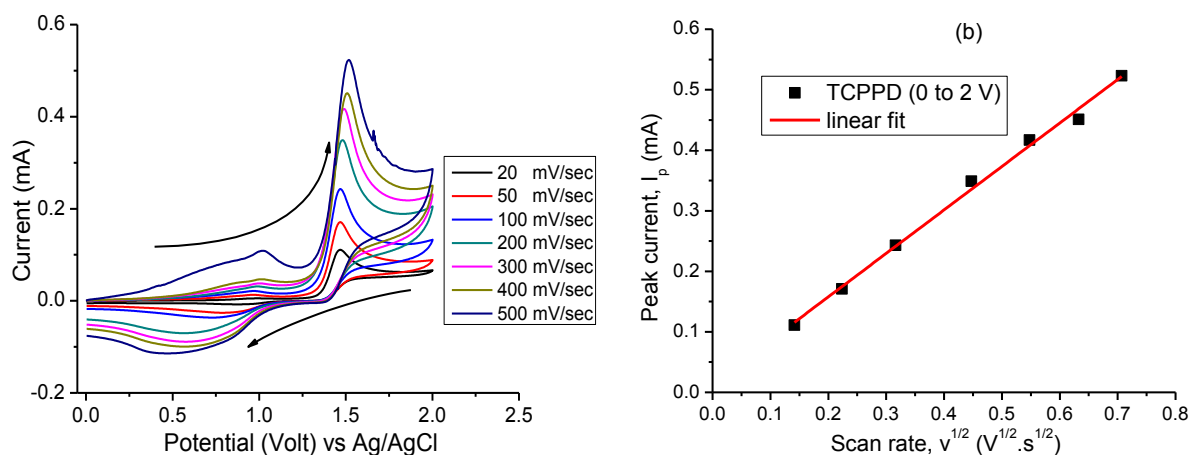 0.6
0.4
0.2
0.0
-0.2
Current (mA)
0.0 0.5 1.0 1.5 2.0 2.5
Potential (Volt) vs Ag/AgCl
20 mV/sec
50 mV/sec
100 mV/sec
200 mV/sec
300 mV/sec
400 mV/sec
500 mV/sec
(b)
TCPPD (0 to 2 V)
linear fit
0.6
0.5
0.4
0.3
0.2
0.1
0.0
Peak current, I_p (mA)
0.0 0.1 0.2 0.3 0.4 0.5 0.6 0.7 0.8
Scan rate, v^1/2 (V^1/2.s^1/2)